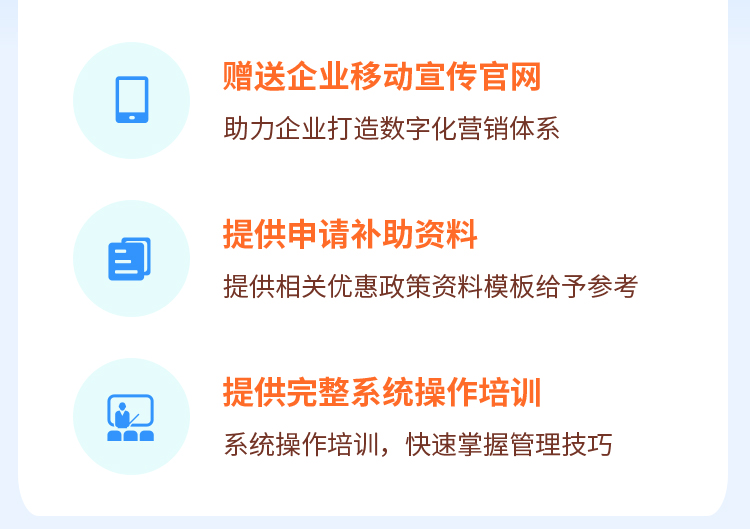 赠送企业移动宣传官网
助力企业打造数字化营销体系
提供申请补助资料
提供相关优惠政策资料模板给予参考
提供完整系统操作培训
系统操作培训，快速掌握管理技巧